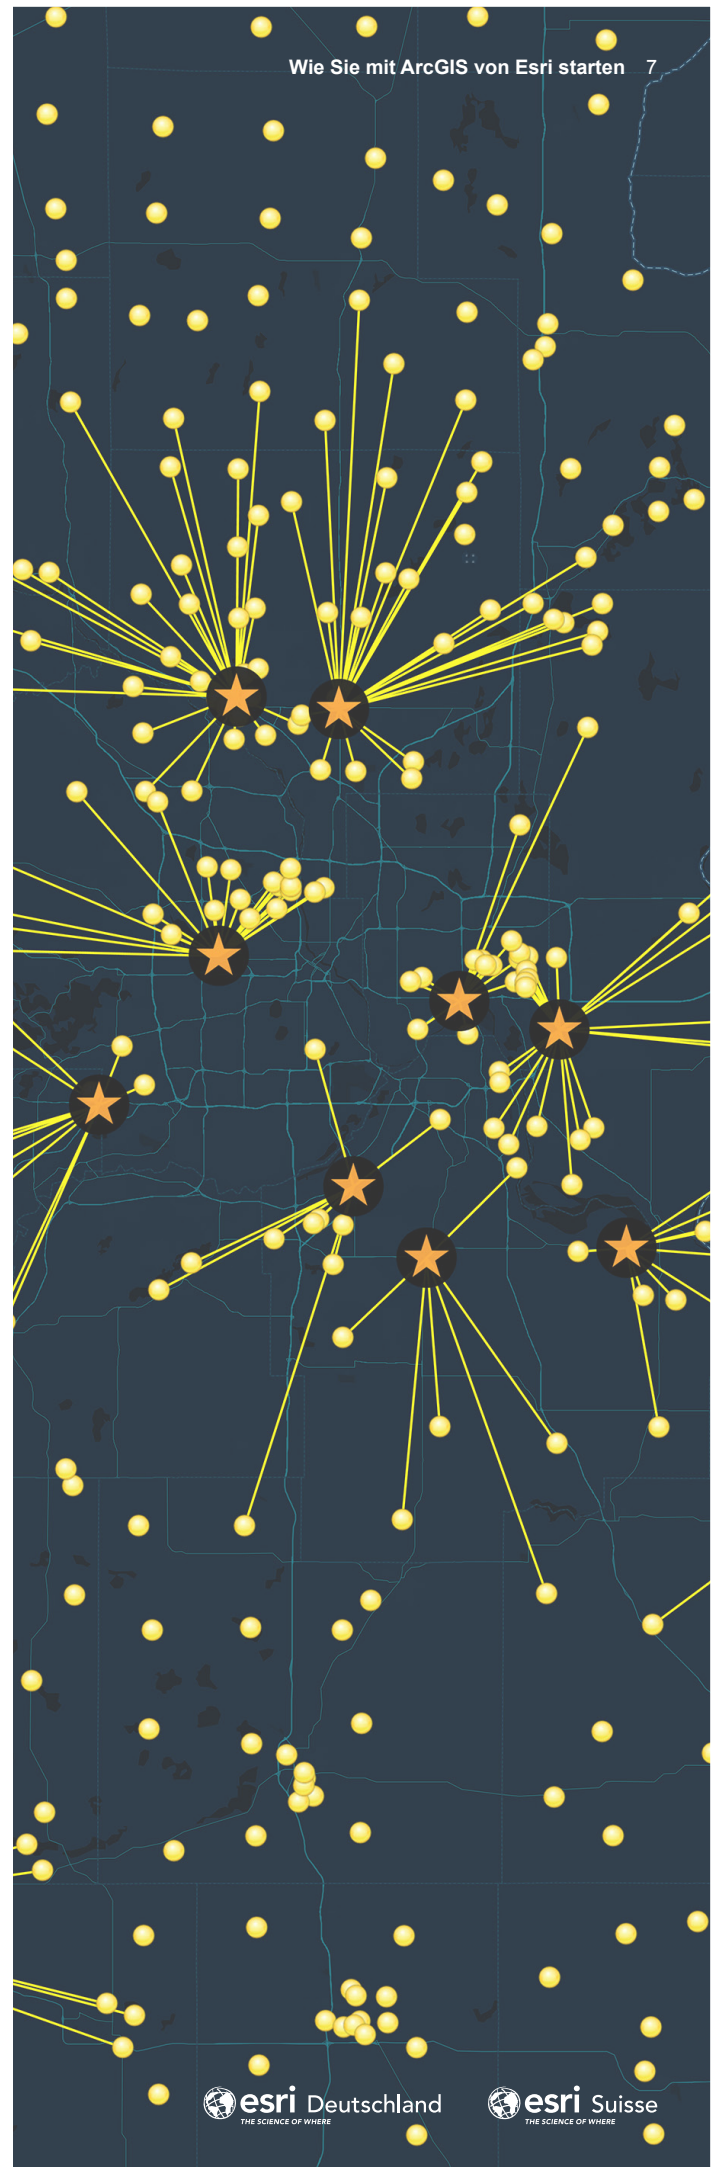 Wie Sie mit ArcGIS von Esri starten 7
esri Deutschland
THE SCIENCE OF WHERE
esri Suisse
THE SCIENCE OF WHERE